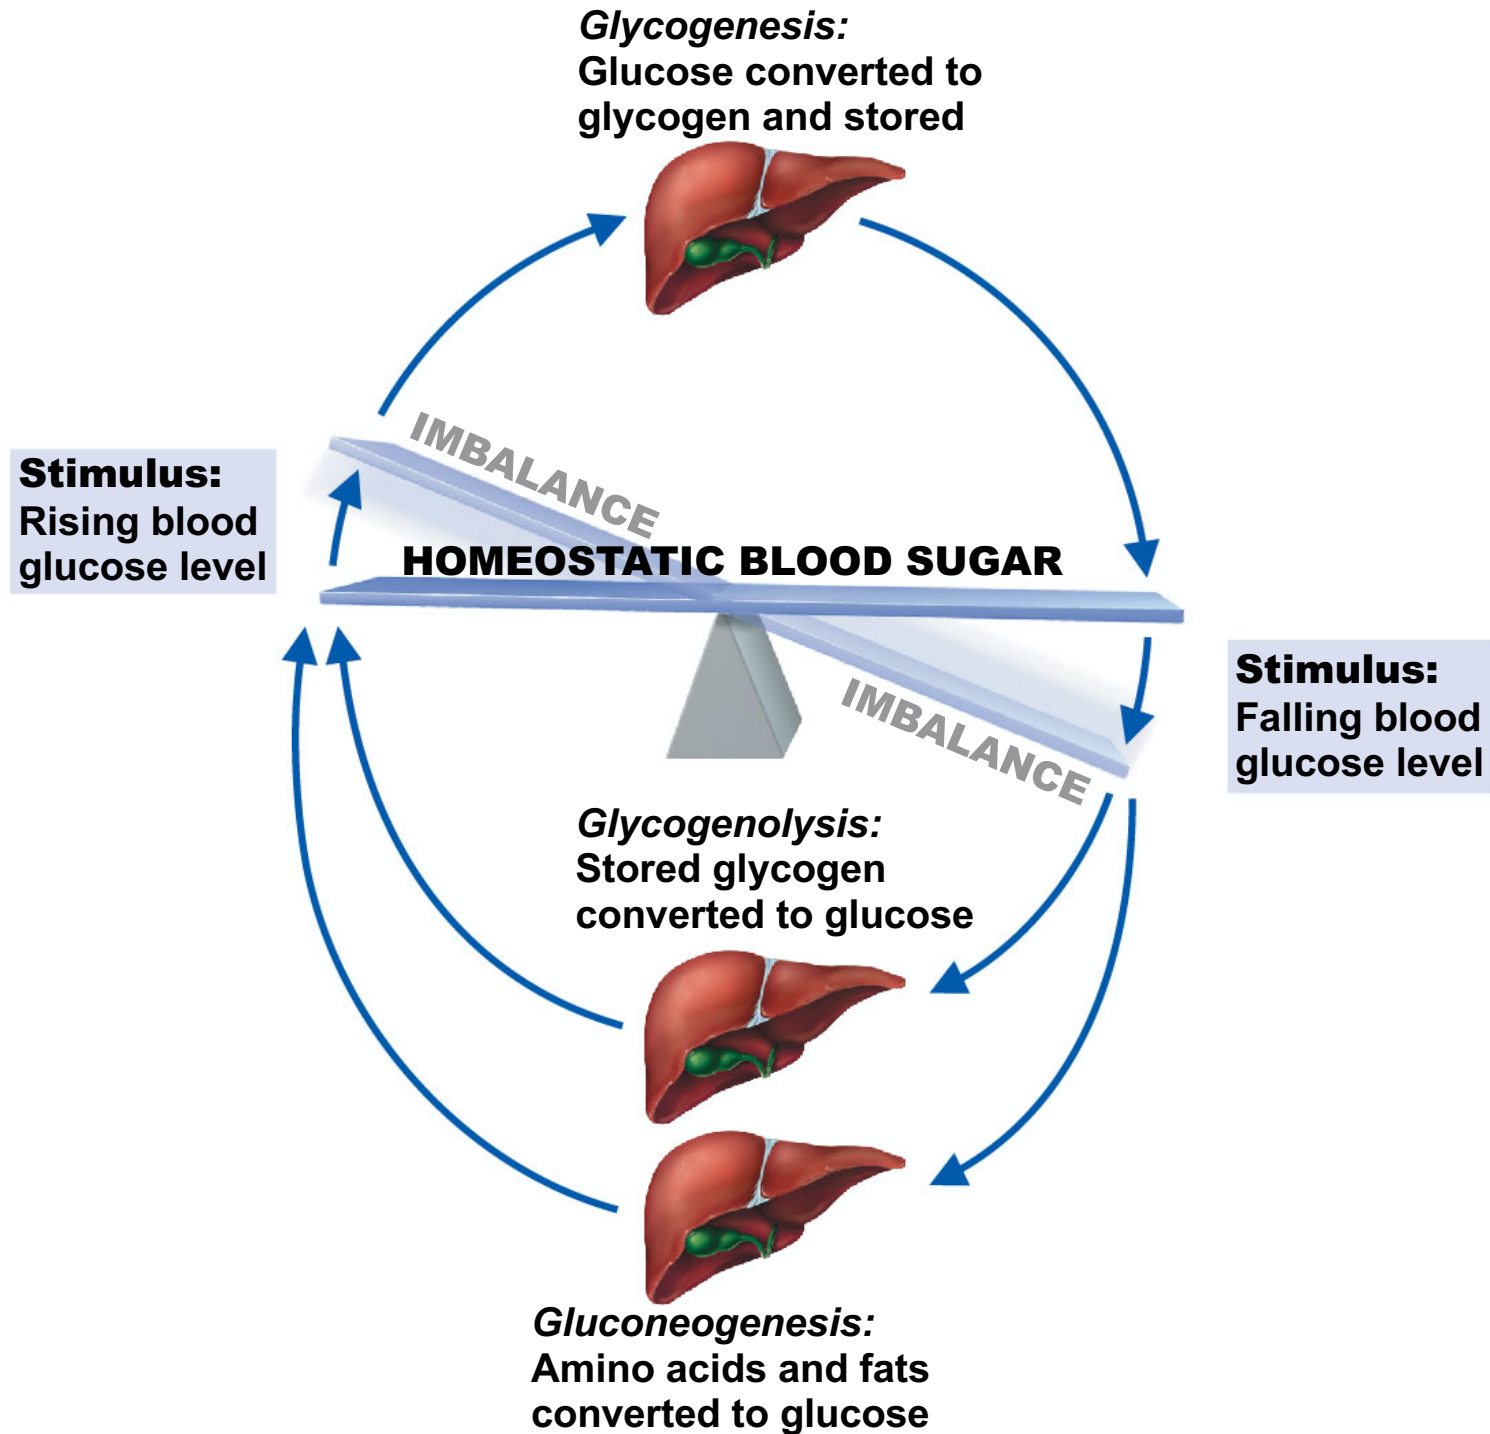 Glycogenesis:
Glucose converted to
glycogen and stored
IMBALANCE
Stimulus:
Rising blood
glucose level
HOMEOSTATIC BLOOD SUGAR
Stimulus:
Falling blood
glucose level
IMBALANCE
Glycogenolysis:
Stored glycogen
converted to glucose
Gluconeogenesis:
Amino acids and fats
converted to glucose